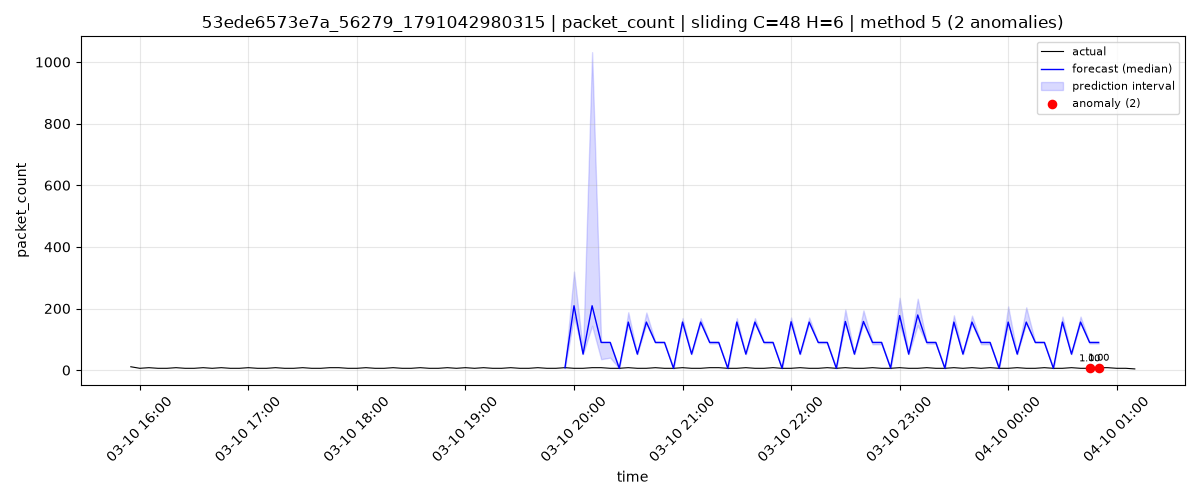 53ede6573e7a_56279_1791042980315 | packet_count | sliding C=48 H=6 | method 5 (2 anomalies)
packet_count
1000
800
600
400
200
0
actual
forecast (median)
prediction interval
anomaly (2)
1.00
03-10 16:00
03-10 17:00
03-10 18:00
03-10 19:00
03-10 20:00
03-10 21:00
03-10 22:00
03-10 23:00
04-10 00:00
04-10 01:00
time